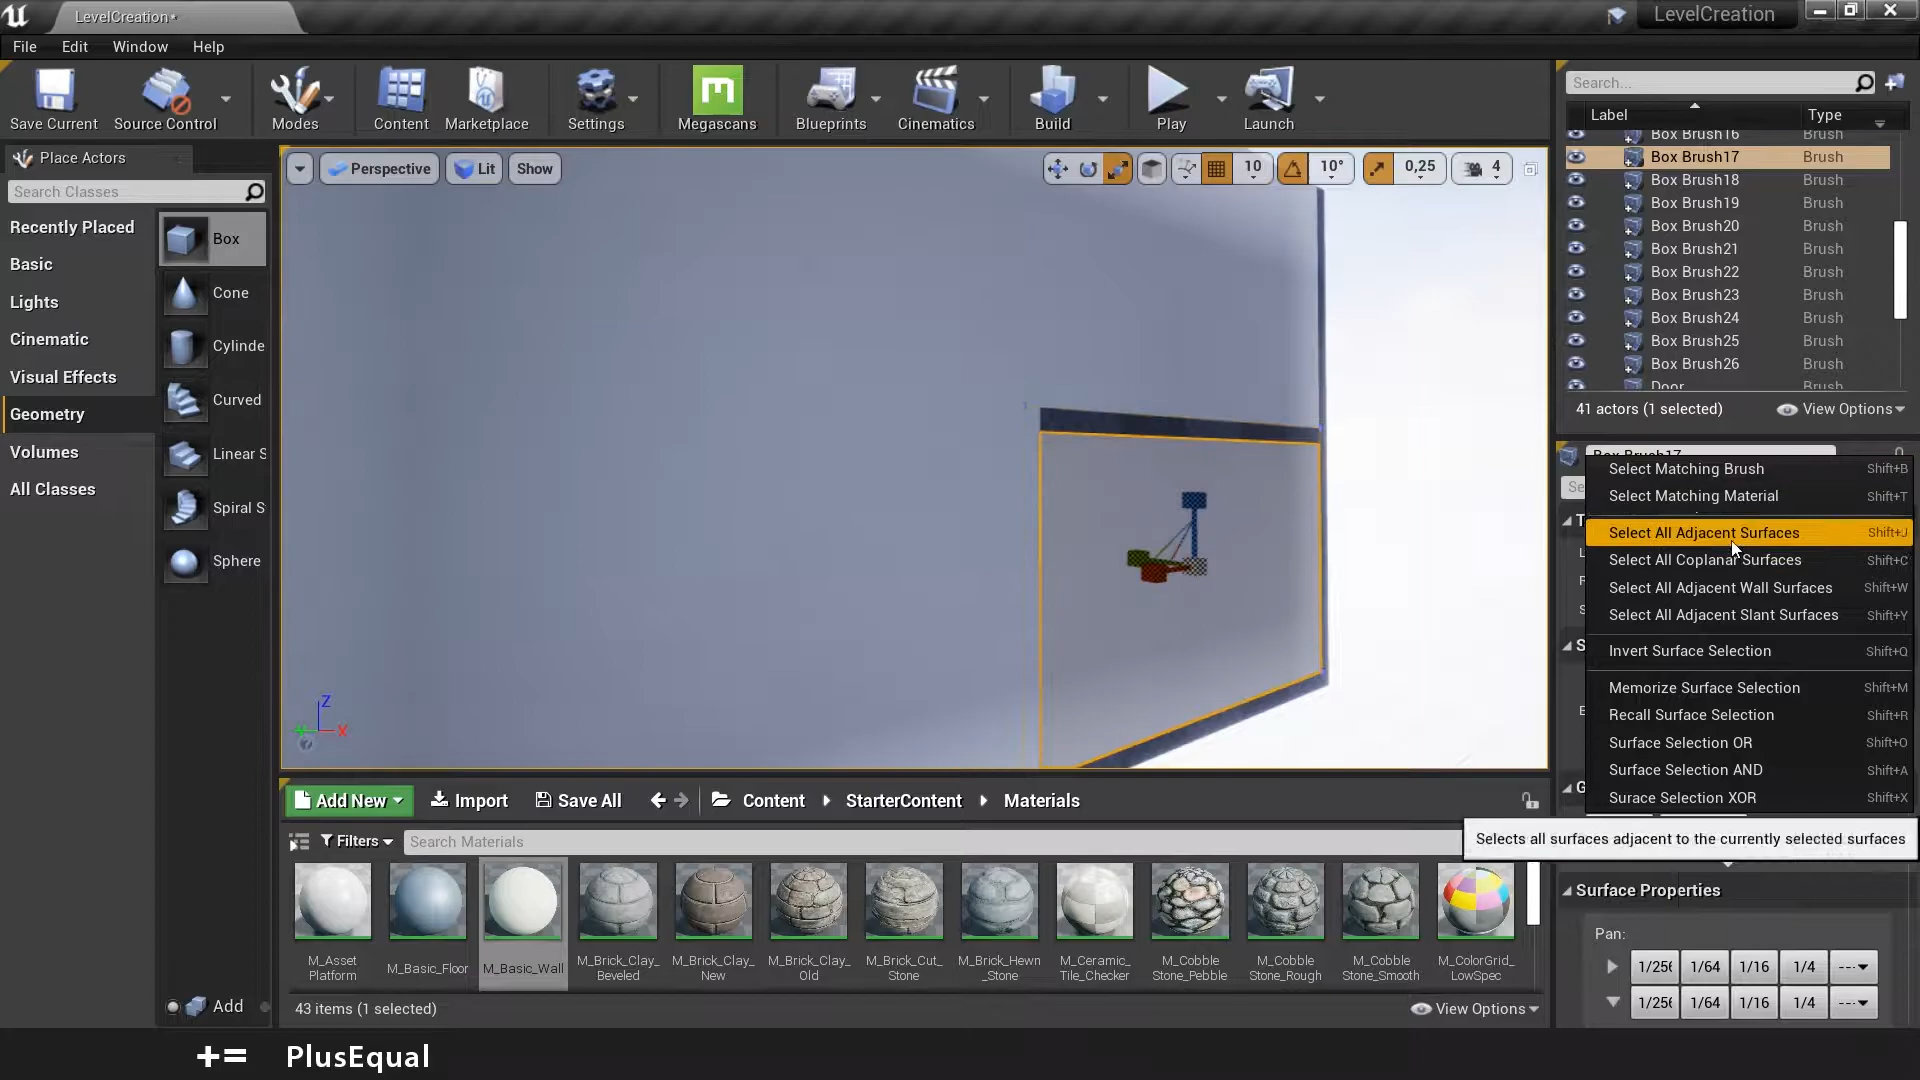 LevelCreation*
LevelCreation
File Edit Window Help
Save Current
Source Control
Modes
Content
Marketplace
Settings
Megascans
Blueprints
Cinematics
Build
Play
Launch
Search...
Label Type
Box Brush16 Brush
Box Brush17 Brush
Box Brush18 Brush
Box Brush19 Brush
Box Brush20 Brush
Box Brush21 Brush
Box Brush22 Brush
Box Brush23 Brush
Box Brush24 Brush
Box Brush25 Brush
Box Brush26 Brush
Door
41 actors (1 selected) View Options
Place Actors
Search Classes
Recently Placed
Basic
Lights
Cinematic
Visual Effects
Geometry
Volumes
All Classes
Box
Cone
Cylinde
Curved
Linear S
Spiral S
Sphere
Add
Perspective Lit Show
10 10° 0,25 4
Z
X
Box Brush17
Se
Select Matching Brush Shift+B
Select Matching Material Shift+T
Select All Adjacent Surfaces Shift+J
Select All Coplanar Surfaces Shift+C
Select All Adjacent Wall Surfaces Shift+W
Select All Adjacent Slant Surfaces Shift+Y
Invert Surface Selection Shift+Q
Memorize Surface Selection Shift+M
Recall Surface Selection Shift+R
Surface Selection OR Shift+O
Surface Selection AND Shift+A
Surace Selection XOR Shift+X
Selects all surfaces adjacent to the currently selected surfaces
Surface Properties
Pan:
1/256 1/64 1/16 1/4 ---
1/256 1/64 1/16 1/4 ---
Add New Import Save All Content StarterContent Materials
Filters Search Materials
M_Asset
Platform
M_Basic_Floor
M_Basic_Wall
M_Brick_Clay_
Beveled
M_Brick_Clay_
New
M_Brick_Clay_
Old
M_Brick_Cut_
Stone
M_Brick_Hewn
_Stone
M_Ceramic_
Tile_Checker
M_Cobble
Stone_Pebble
M_Cobble
Stone_Rough
M_Cobble
Stone_Smooth
M_ColorGrid_
LowSpec
43 items (1 selected) View Options
+= PlusEqual